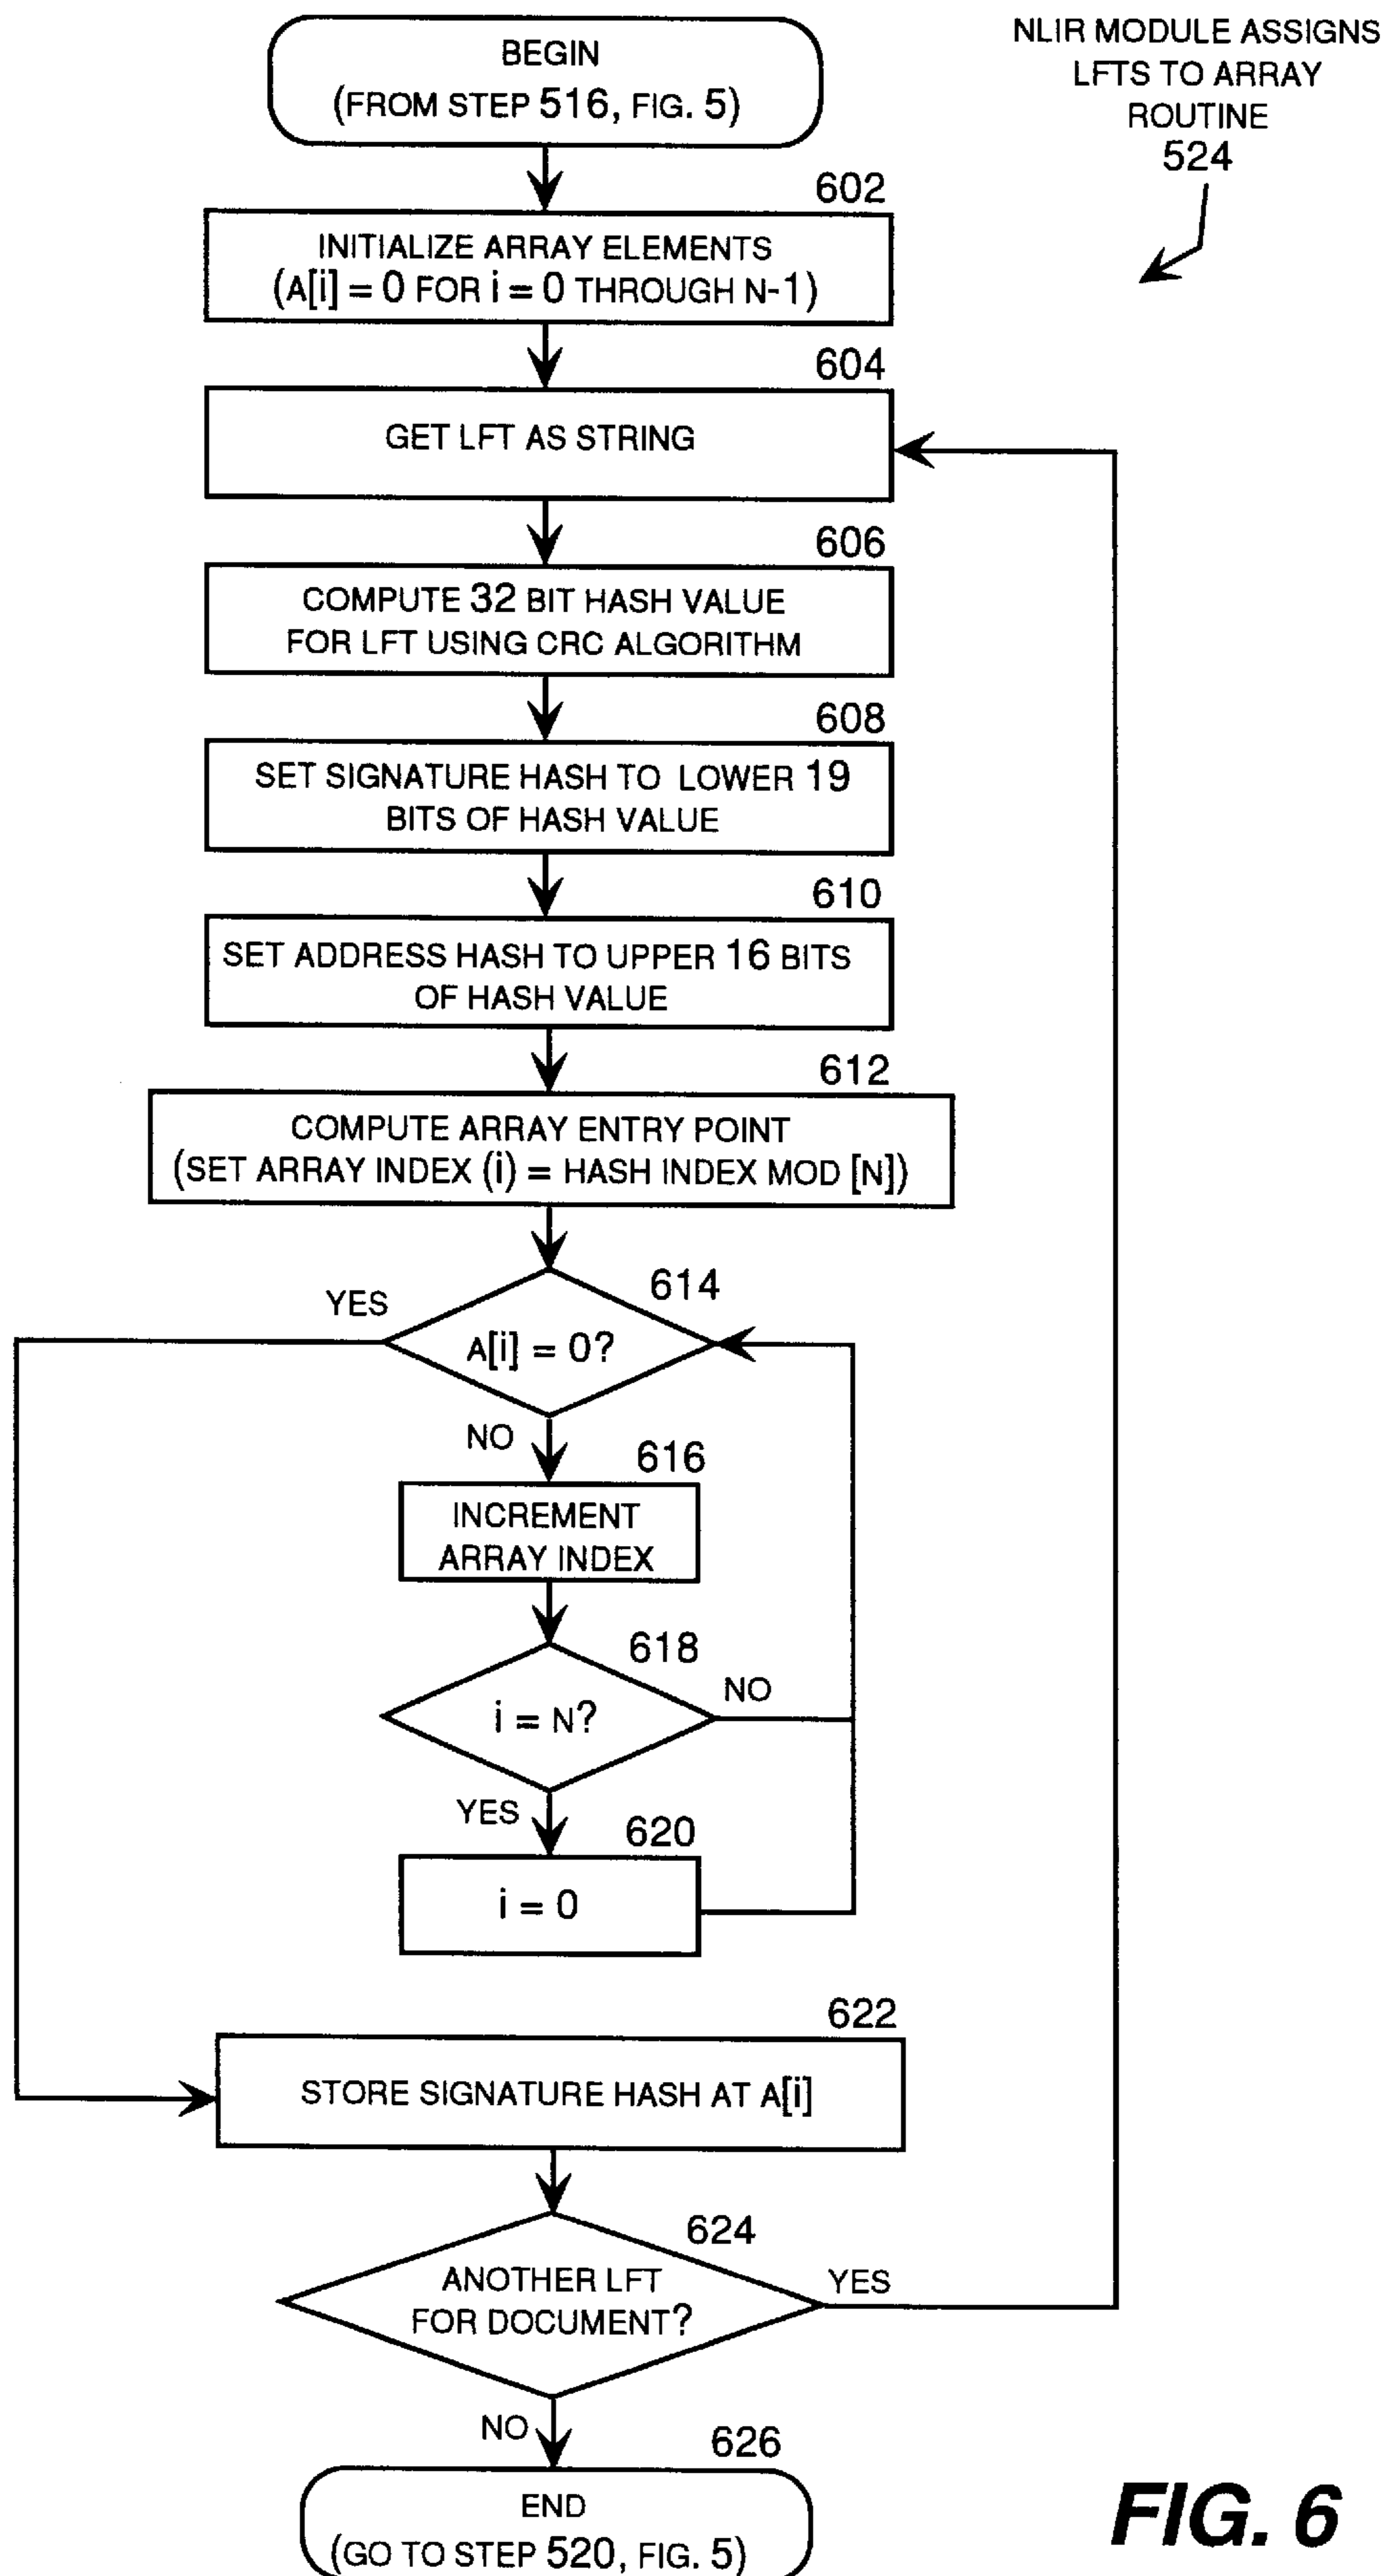 BEGIN
(FROM STEP 516, FIG. 5)
NLIR MODULE ASSIGNS
LFTS TO ARRAY
ROUTINE
524
602
INITIALIZE ARRAY ELEMENTS
(A[i] = 0 FOR i = 0 THROUGH N-1)
604
GET LFT AS STRING
606
COMPUTE 32 BIT HASH VALUE
FOR LFT USING CRC ALGORITHM
608
SET SIGNATURE HASH TO LOWER 19
BITS OF HASH VALUE
610
SET ADDRESS HASH TO UPPER 16 BITS
OF HASH VALUE
612
COMPUTE ARRAY ENTRY POINT
(SET ARRAY INDEX (i) = HASH INDEX MOD [N])
614
YES
A[i] = 0?
NO
616
INCREMENT
ARRAY INDEX
618
i = N?
NO
YES
620
i = 0
622
STORE SIGNATURE HASH AT A[i]
624
ANOTHER LFT
FOR DOCUMENT?
YES
NO
626
END
(GO TO STEP 520, FIG. 5)
FIG. 6